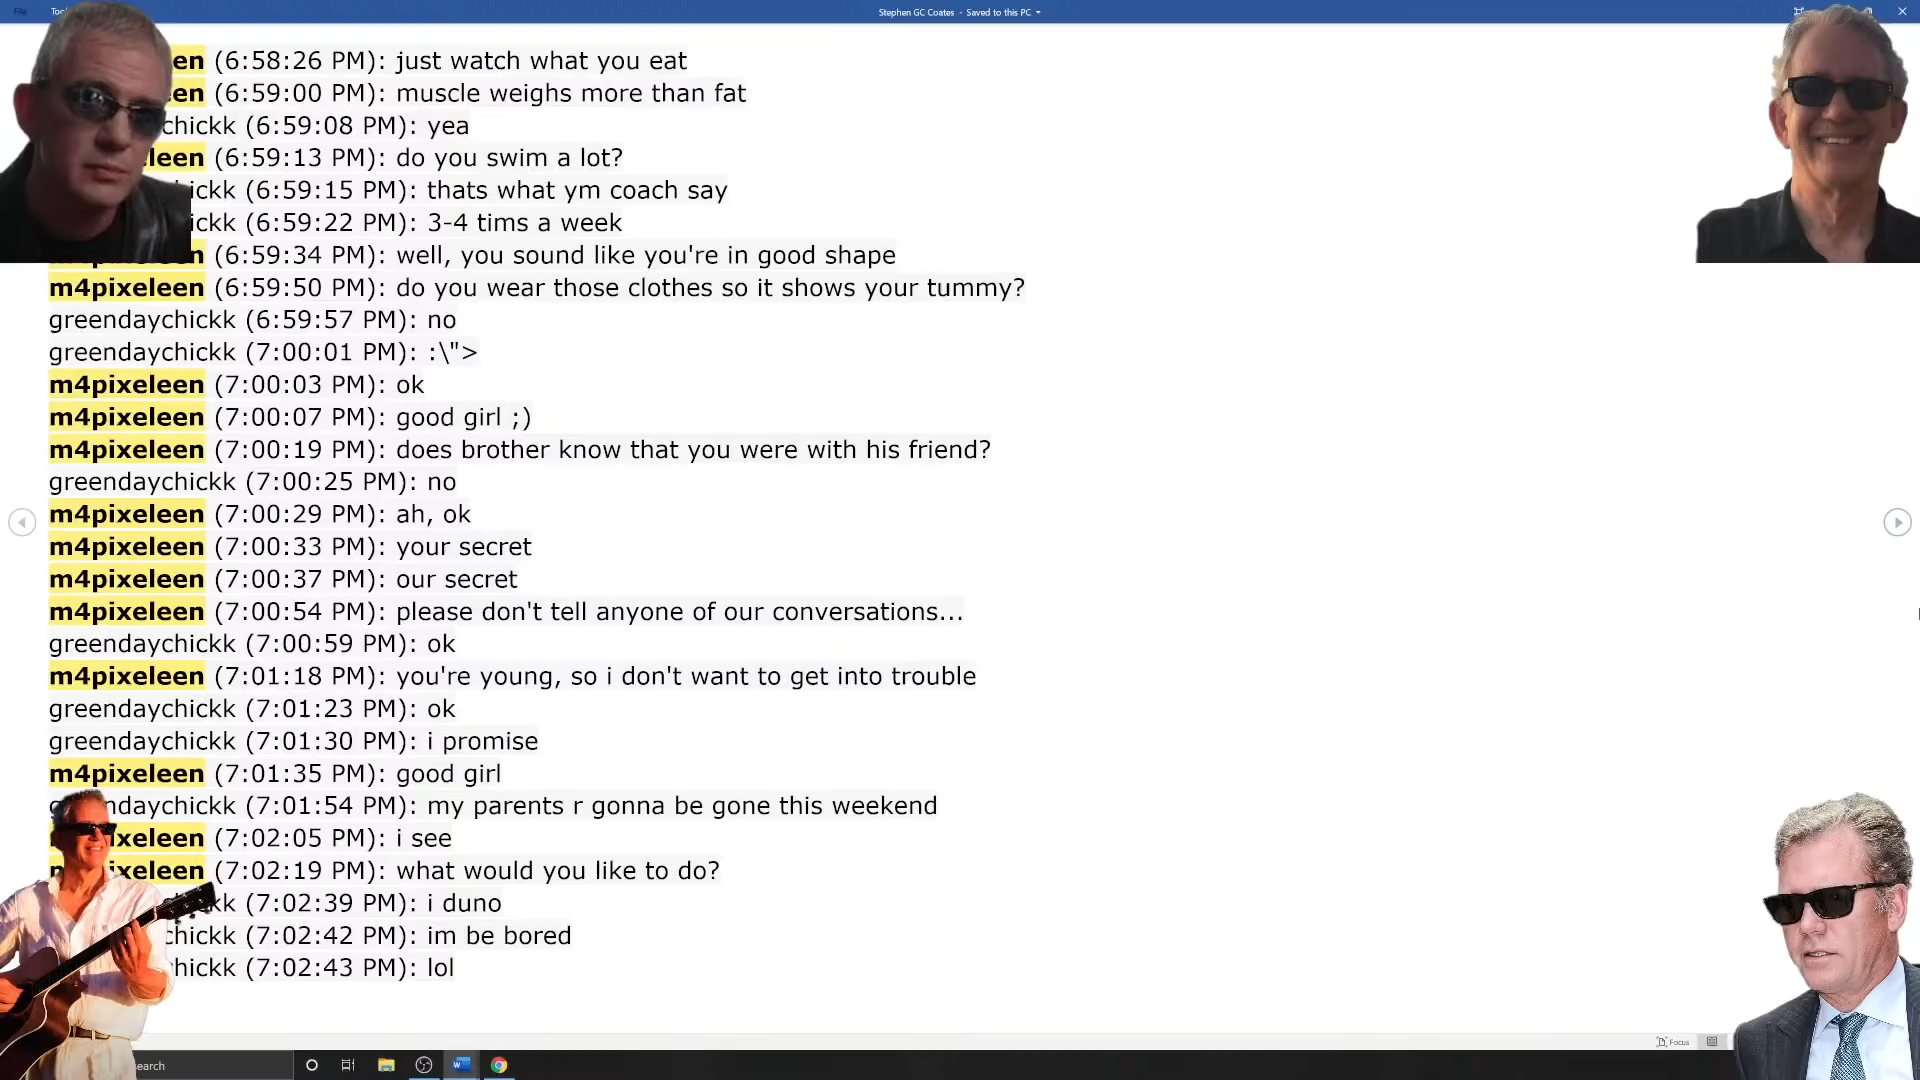 File
Stephen GC Coates - Saved to this PC
en (6:58:26 PM): just watch what you eat
en (6:59:00 PM): muscle weighs more than fat
chickk (6:59:08 PM): yea
leen (6:59:13 PM): do you swim a lot?
ickk (6:59:15 PM): thats what ym coach say
ickk (6:59:22 PM): 3-4 tims a week
n (6:59:34 PM): well, you sound like you're in good shape
m4pixeleen (6:59:50 PM): do you wear those clothes so it shows your tummy?
greendaychickk (6:59:57 PM): no
greendaychickk (7:00:01 PM): :\">
m4pixeleen (7:00:03 PM): ok
m4pixeleen (7:00:07 PM): good girl ;)
m4pixeleen (7:00:19 PM): does brother know that you were with his friend?
greendaychickk (7:00:25 PM): no
m4pixeleen (7:00:29 PM): ah, ok
m4pixeleen (7:00:33 PM): your secret
m4pixeleen (7:00:37 PM): our secret
m4pixeleen (7:00:54 PM): please don't tell anyone of our conversations...
greendaychickk (7:00:59 PM): ok
m4pixeleen (7:01:18 PM): you're young, so i don't want to get into trouble
greendaychickk (7:01:23 PM): ok
greendaychickk (7:01:30 PM): i promise
m4pixeleen (7:01:35 PM): good girl
ndaychickk (7:01:54 PM): my parents r gonna be gone this weekend
xeleen (7:02:05 PM): i see
xeleen (7:02:19 PM): what would you like to do?
kk (7:02:39 PM): i duno
chickk (7:02:42 PM): im be bored
hickk (7:02:43 PM): lol
Focus
earch